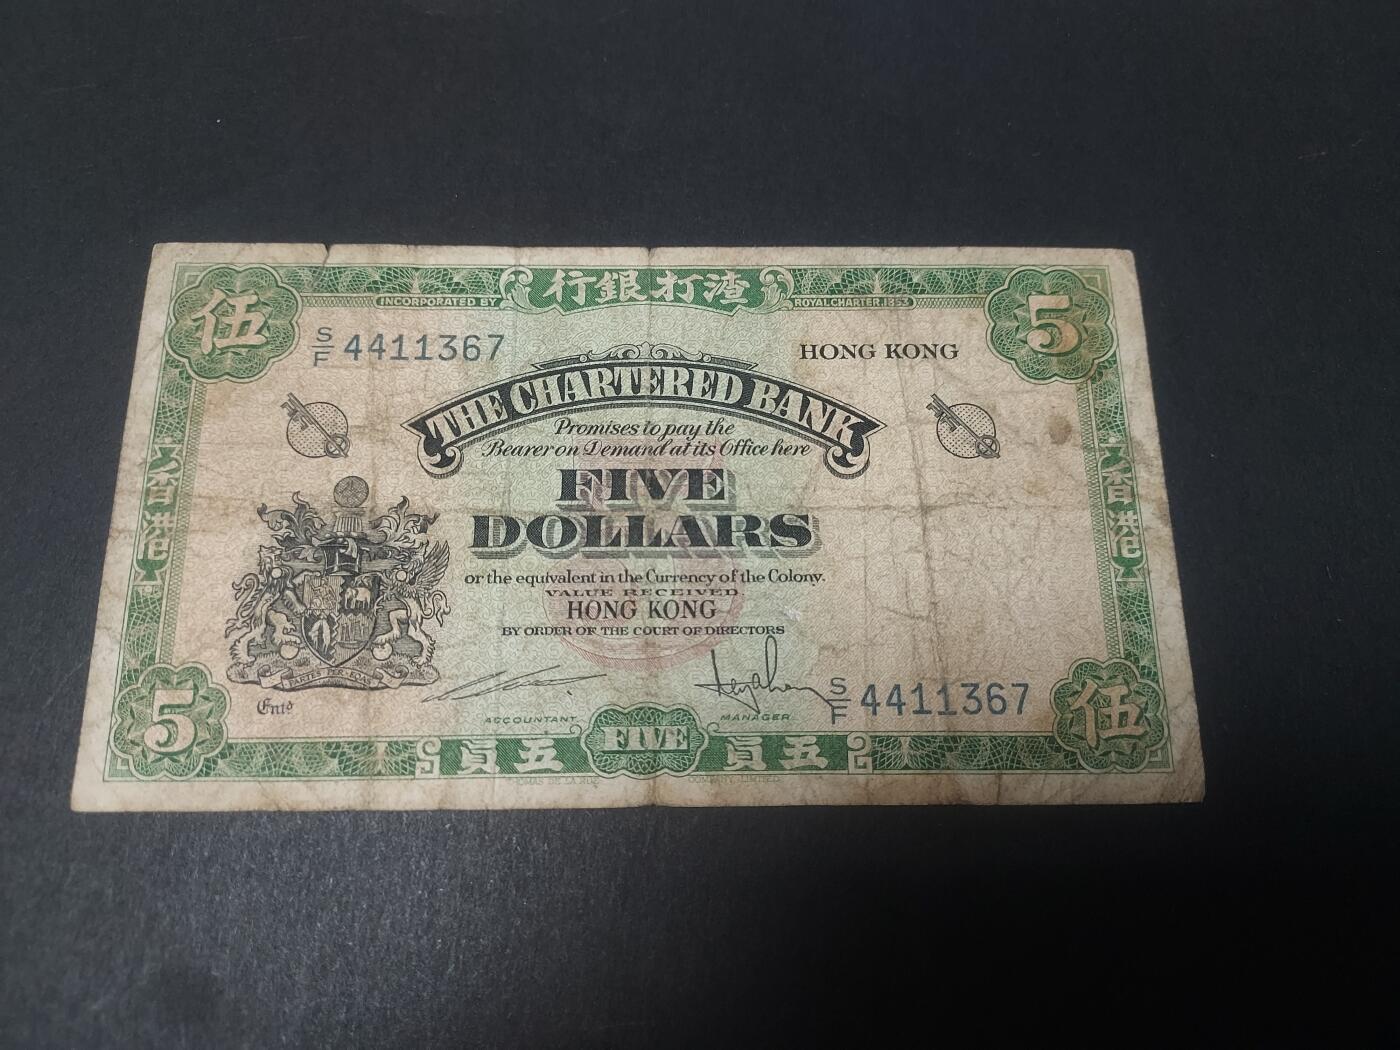 行銀打渣
INCORPORATED BY
ROYAL CHARTER.1853
伍
5
S/F 4411367
HONG KONG
THE CHARTERED BANK
Promises to pay the
Bearer on Demand at its Office here
FIVE
DOLLARS
香港
香港
or the equivalent in the Currency of the Colony.
VALUE RECEIVED.
HONG KONG
BY ORDER OF THE COURT OF DIRECTORS
S/F 4411367
Entd
ACCOUNTANT
MANAGER
5
伍
員五
FIVE
員五